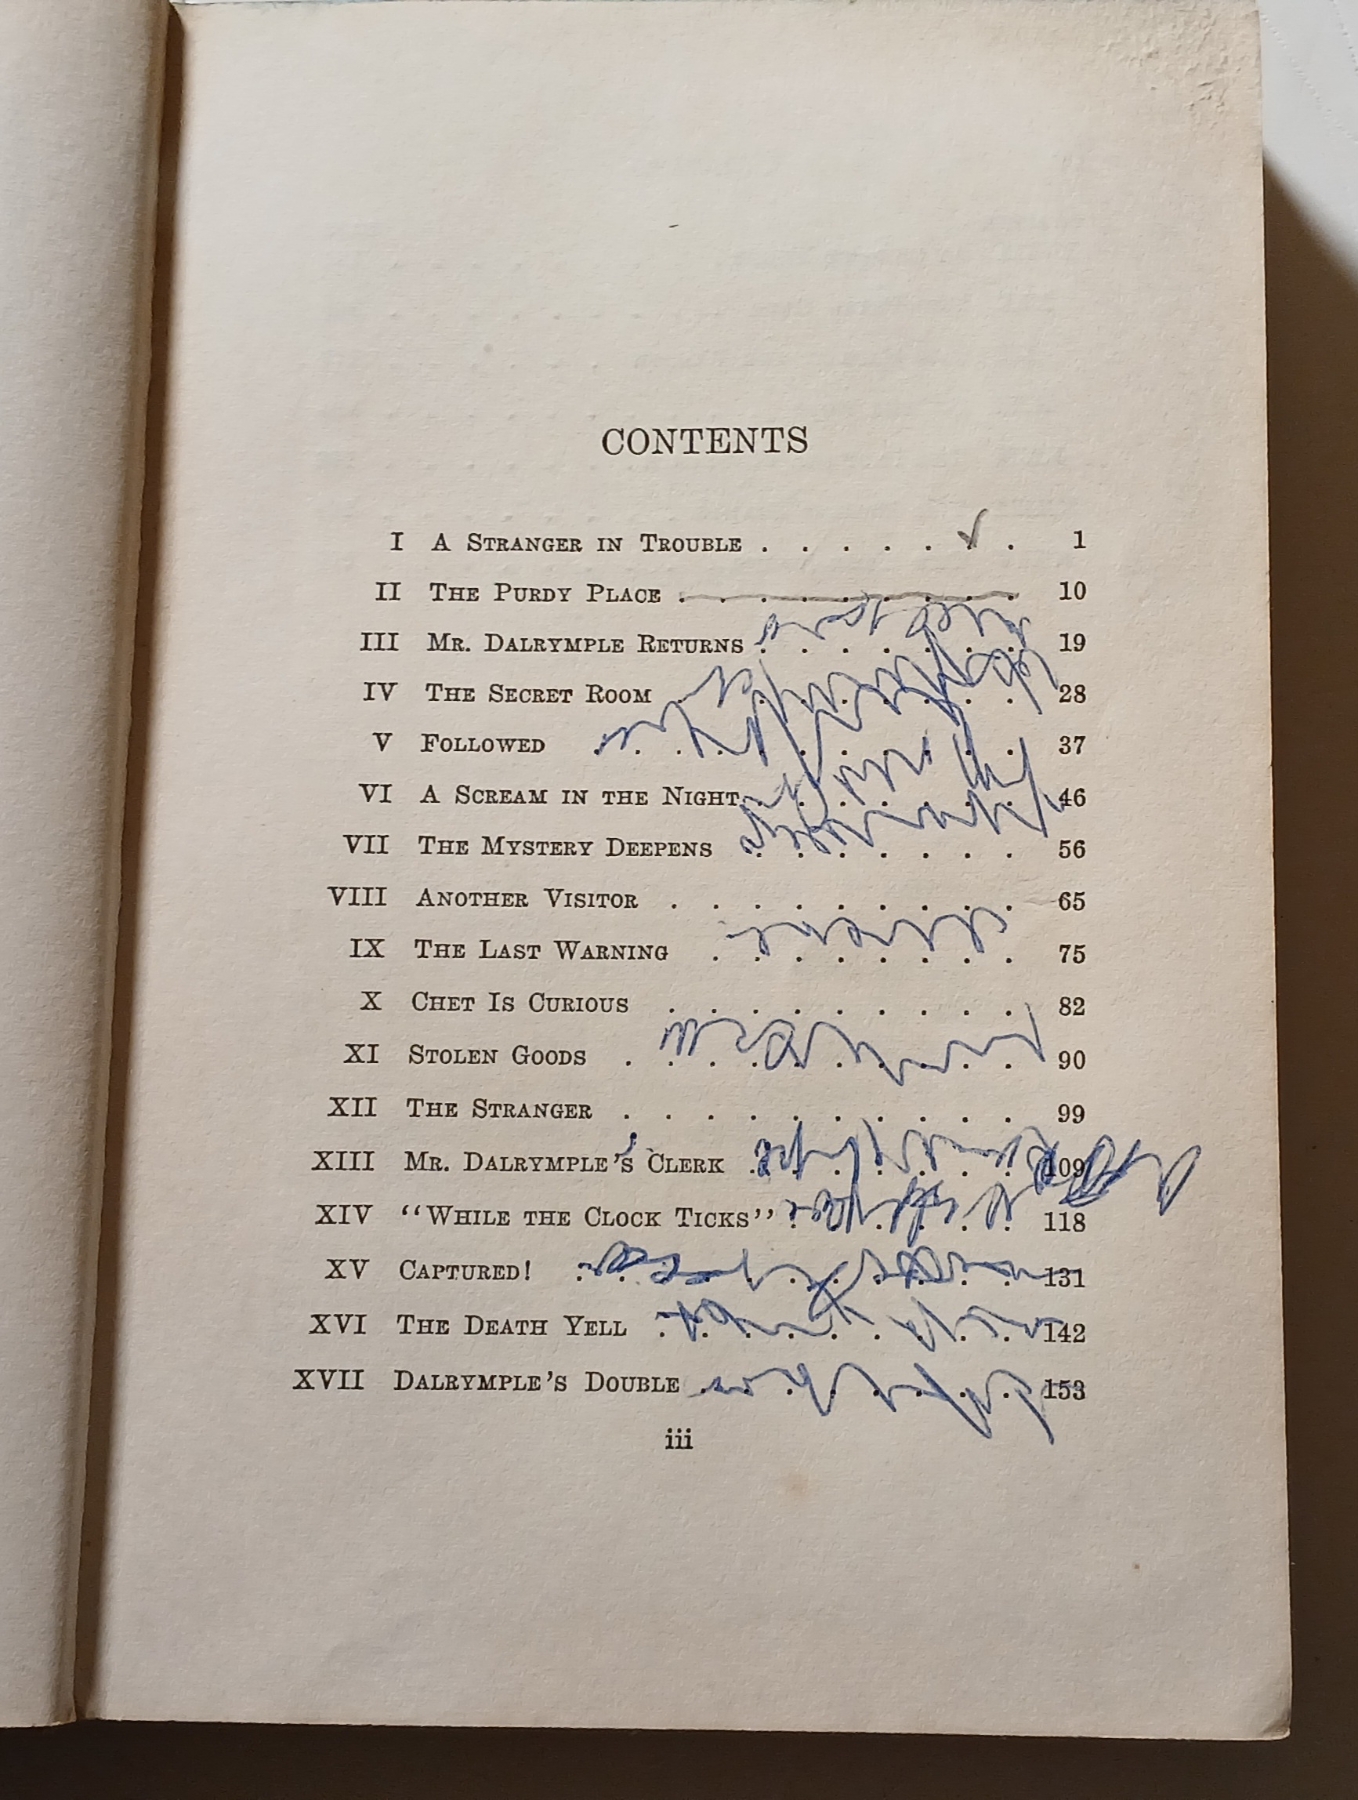 CONTENTS
I A STRANGER IN TROUBLE . . . . . . . 1
II THE PURDY PLACE . . . . . . . . . 10
III MR. DALRYMPLE RETURNS . . . . . . . 19
IV THE SECRET ROOM . . . . . . . . . 28
V FOLLOWED . . . . . . . . . . . 37
VI A SCREAM IN THE NIGHT . . . . . . . 46
VII THE MYSTERY DEEPENS . . . . . . . 56
VIII ANOTHER VISITOR . . . . . . . . . 65
IX THE LAST WARNING . . . . . . . . 75
X CHET IS CURIOUS . . . . . . . . . 82
XI STOLEN GOODS . . . . . . . . . . 90
XII THE STRANGER . . . . . . . . . . 99
XIII MR. DALRYMPLE'S CLERK . . . . . . . 109
XIV "WHILE THE CLOCK TICKS" . . . . . . 118
XV CAPTURED! . . . . . . . . . . . 131
XVI THE DEATH YELL . . . . . . . . . 142
XVII DALRYMPLE'S DOUBLE . . . . . . . . 153
iii